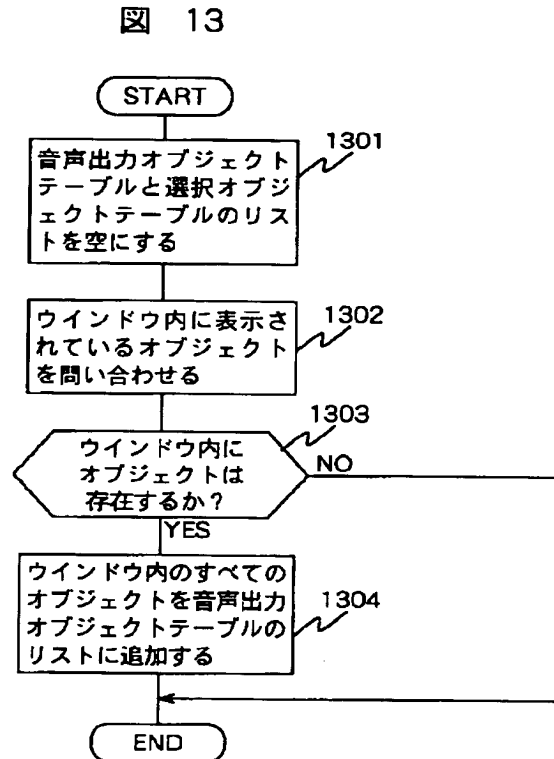 図 13
START
1301
音声出力オブジェクト
テーブルと選択オブジ
ェクトテーブルのリス
トを空にする
1302
ウインドウ内に表示さ
れているオブジェクト
を問い合わせる
1303
ウインドウ内に
オブジェクトは
存在するか？
NO
YES
ウインドウ内のすべての
オブジェクトを音声出力
オブジェクトテーブルの
リストに追加する
1304
END